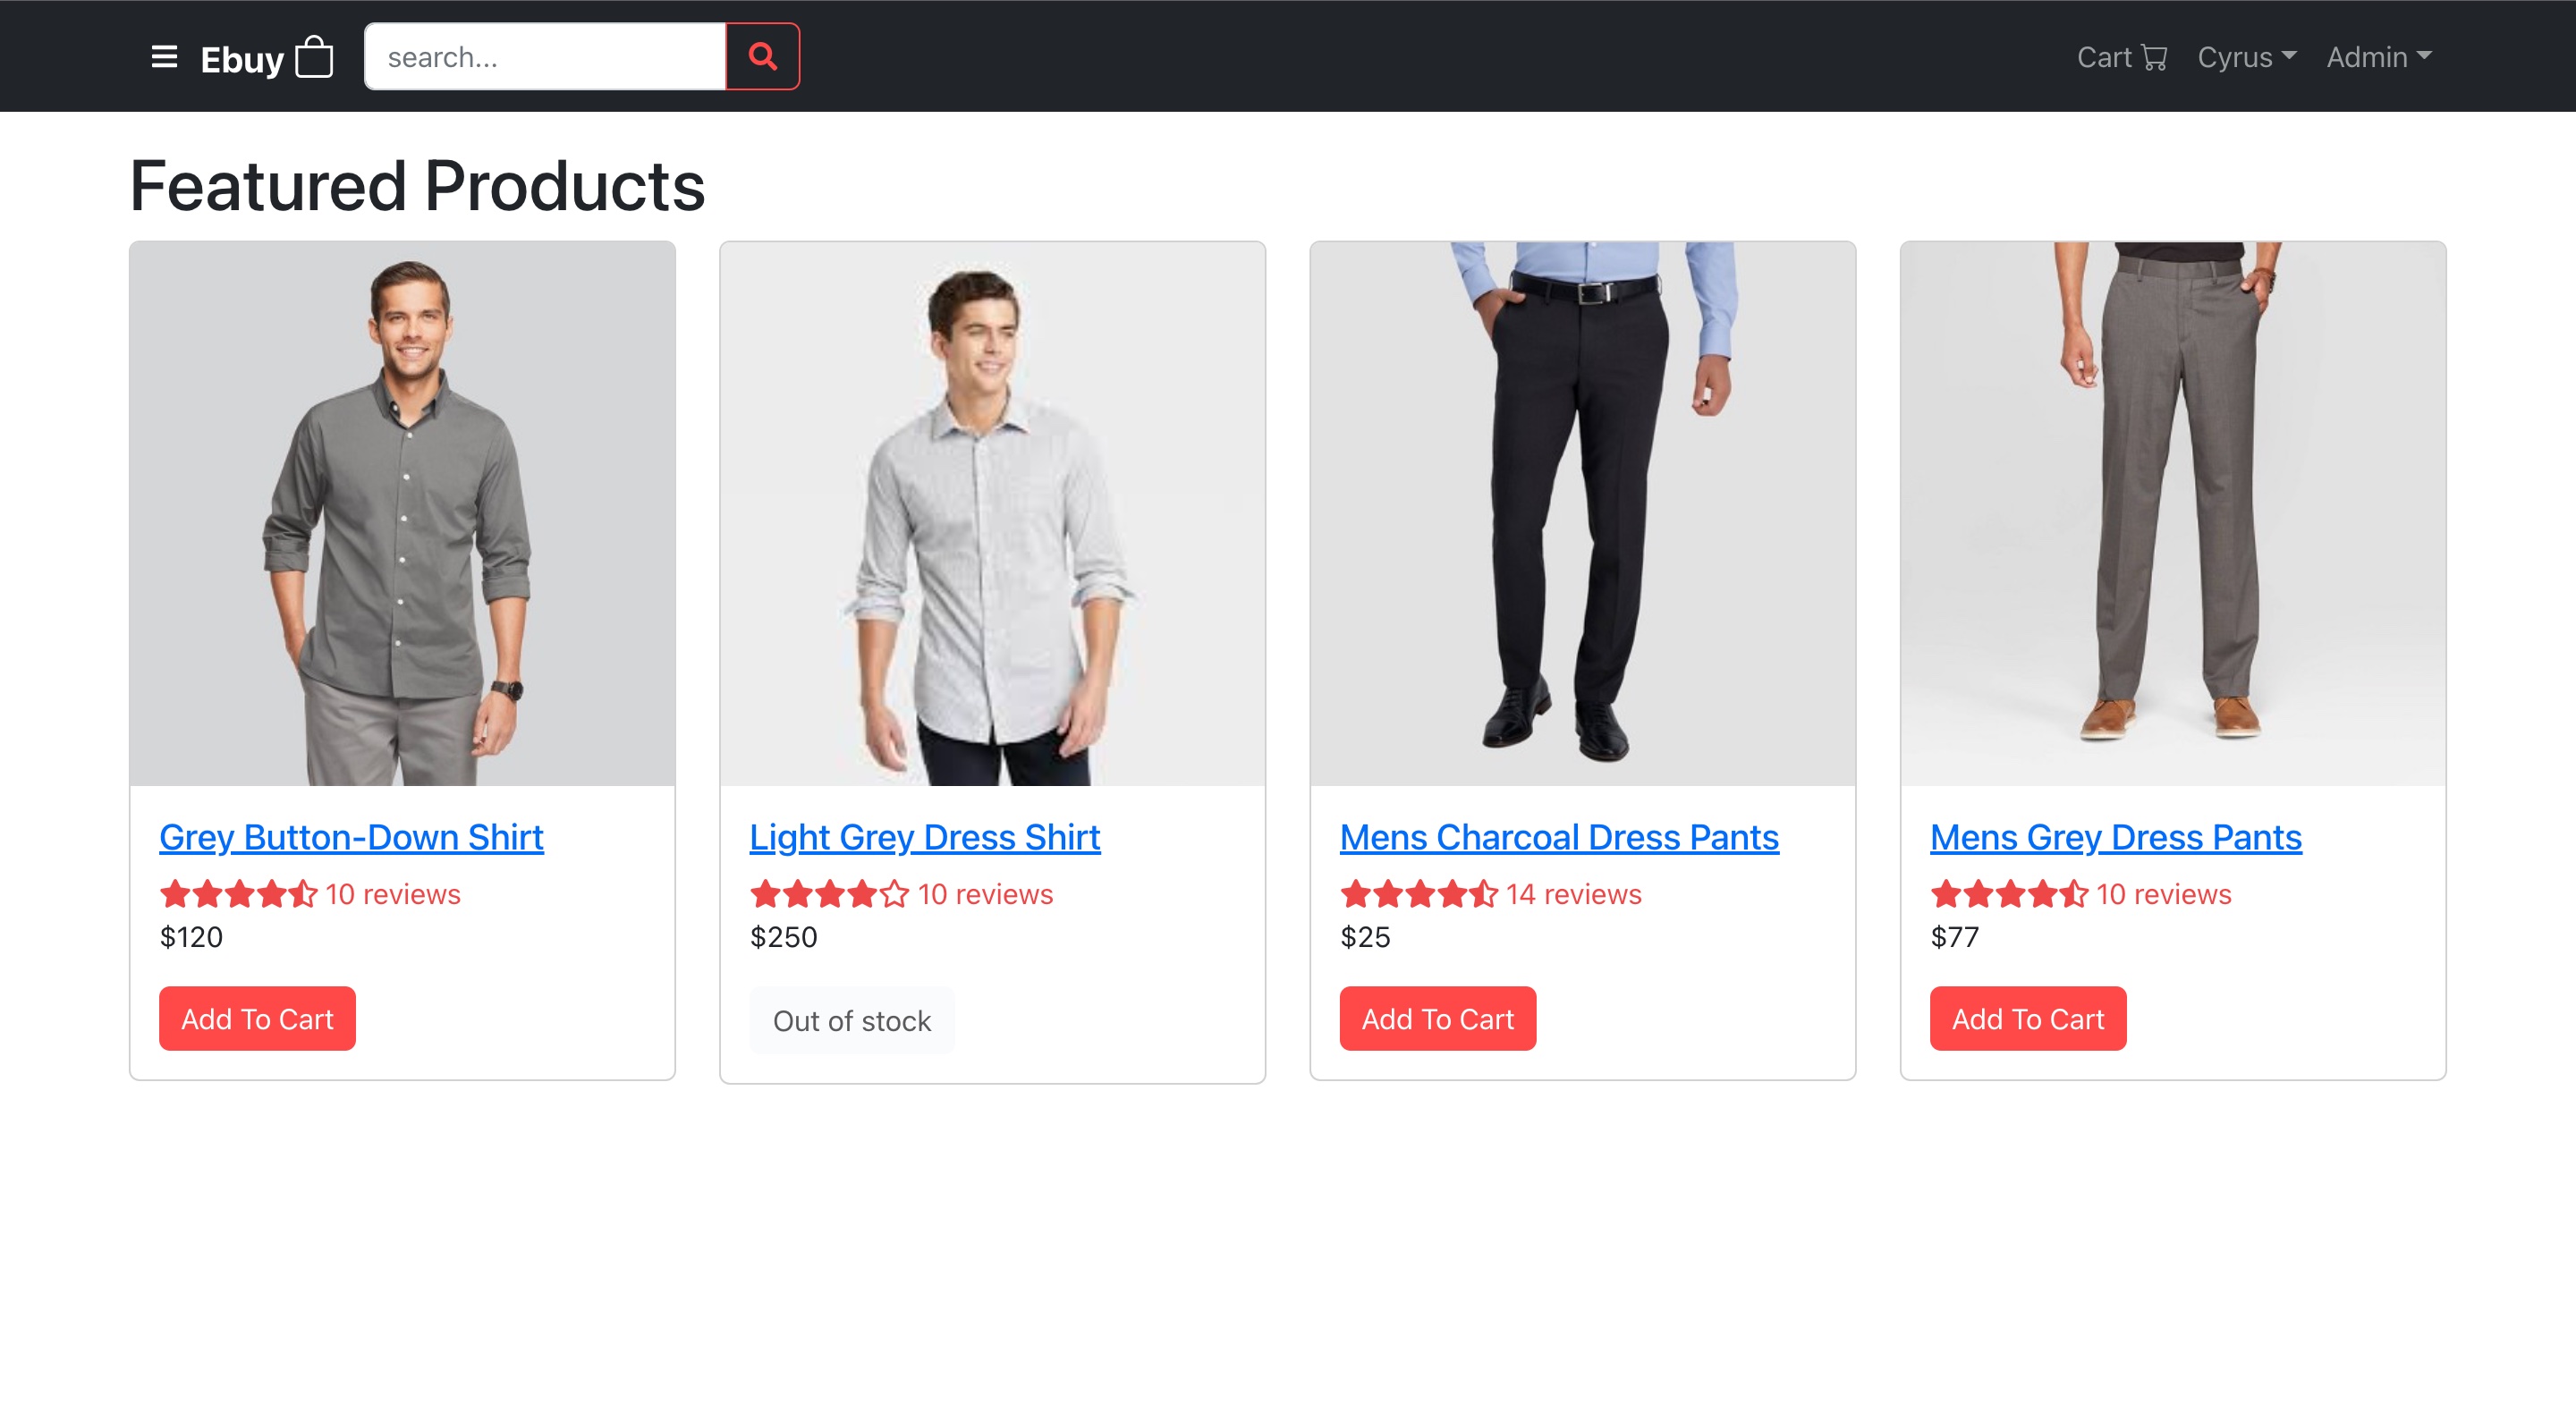 Ebuy search... Cart Cyrus Admin
Featured Products
Grey Button-Down Shirt
10 reviews
$120
Add To Cart
Light Grey Dress Shirt
10 reviews
$250
Out of stock
Mens Charcoal Dress Pants
14 reviews
$25
Add To Cart
Mens Grey Dress Pants
10 reviews
$77
Add To Cart